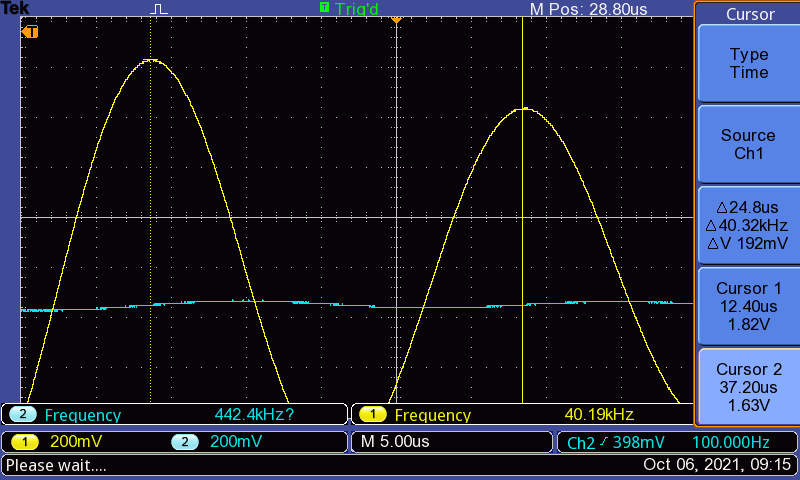 Tek
T Trig'd
M Pos: 28.80us
Cursor
T
Type
Time
Source
Ch1
△24.8us
△40.32kHz
△V 192mV
Cursor 1
12.40us
1.82V
Cursor 2
37.20us
1.63V
2 Frequency 442.4kHz?
1 Frequency 40.19kHz
1 200mV 2 200mV
M 5.00us
Ch2 398mV 100.000Hz
Please wait....
Oct 06, 2021, 09:15